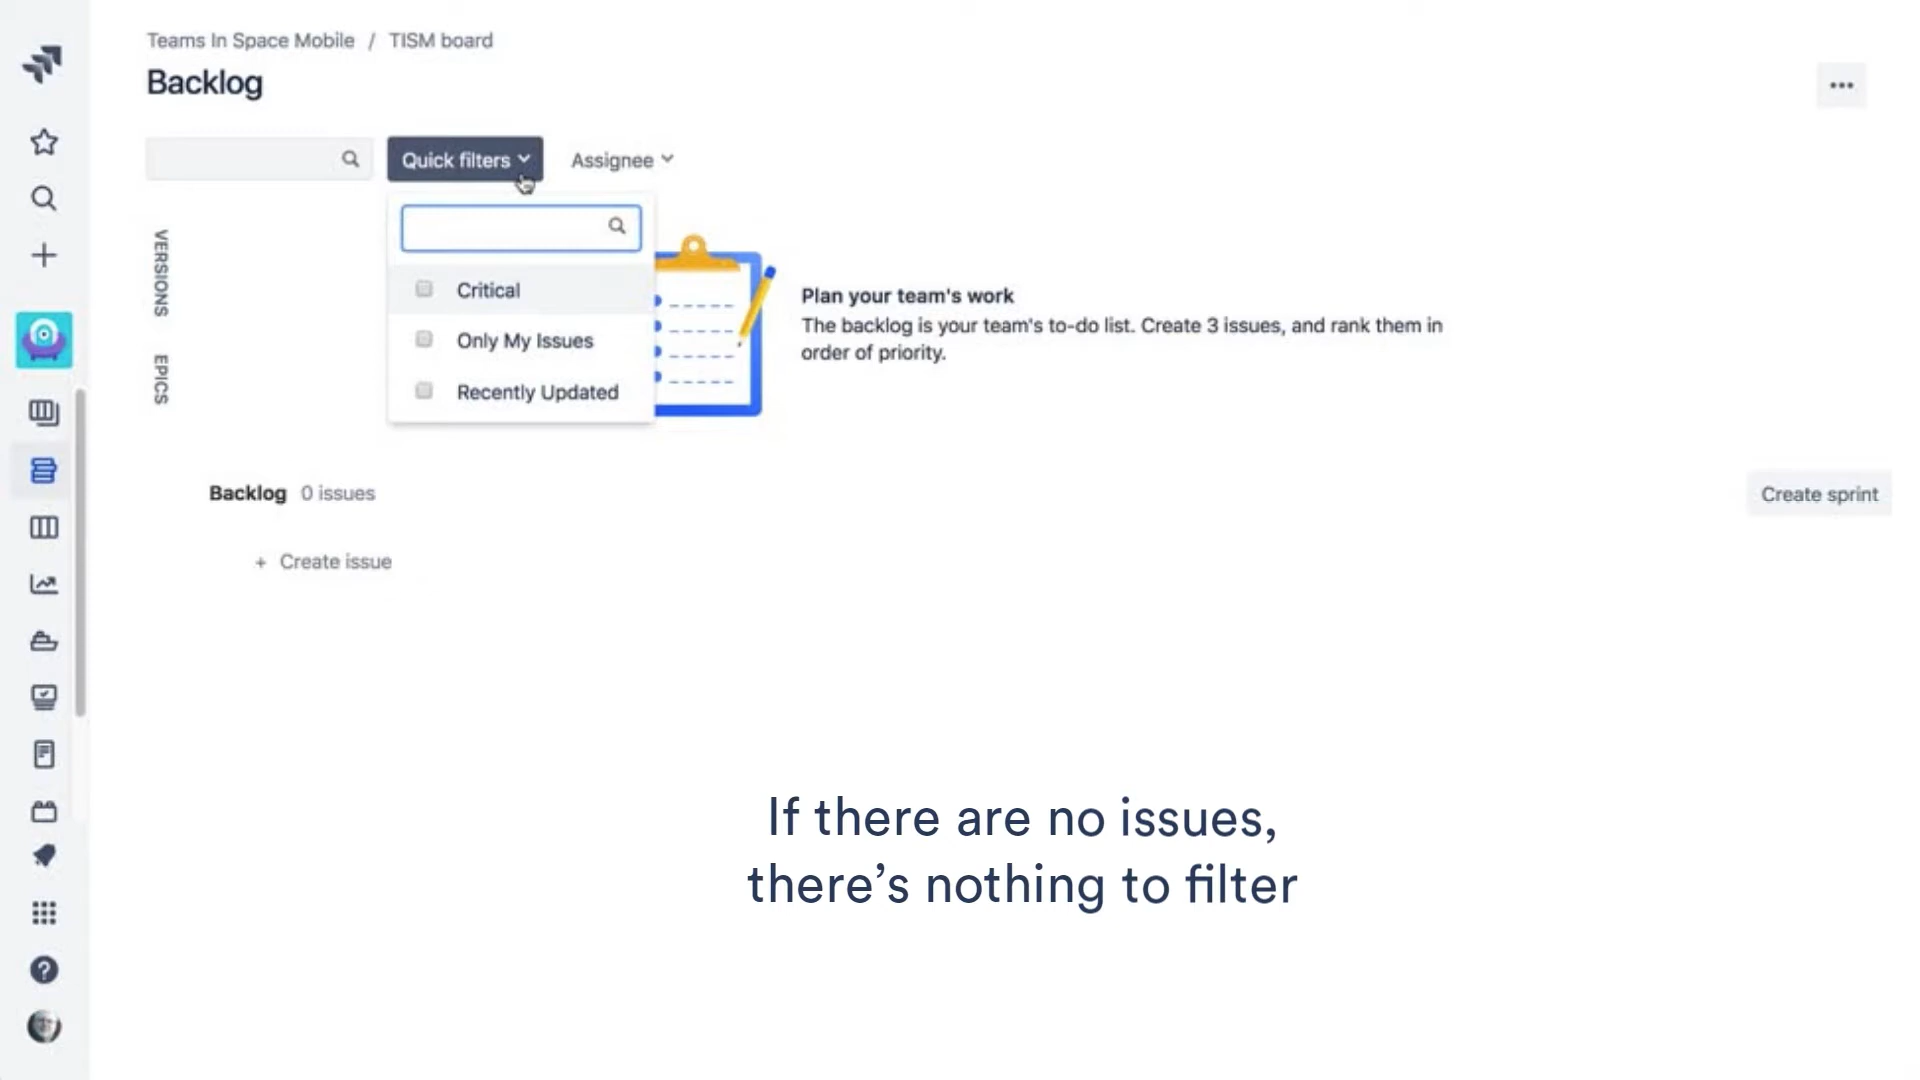 Teams In Space Mobile / TISM board
Backlog
Quick filters
Assignee
VERSIONS
EPICS
Critical
Only My Issues
Recently Updated
Plan your team's work
The backlog is your team's to-do list. Create 3 issues, and rank them in
order of priority.
Backlog 0 issues
Create sprint
+ Create issue
If there are no issues,
there’s nothing to filter